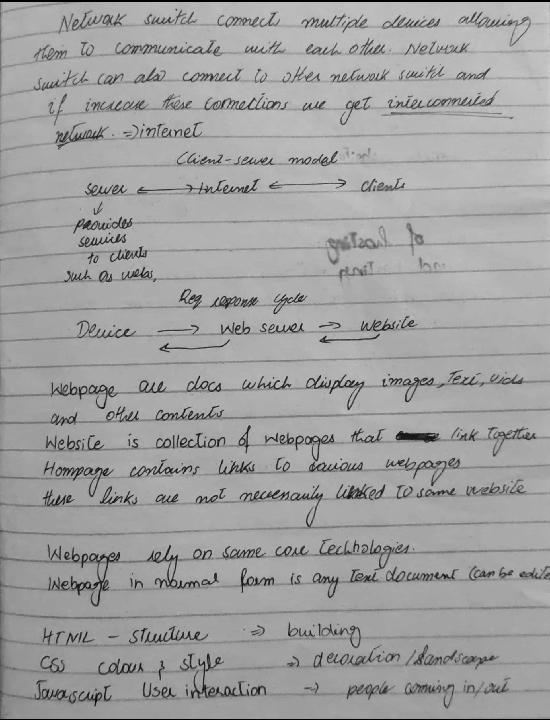 Network switch connects multiple devices allowing
them to communicate with each other. Network
switch can also connect to other network switch and
if increase these connections we get interconnected
network. ⇒ internet
Client-server model
server ⟷ Internet ⟷ clients
↓
provides
services
to clients
such as webs,
Req response cycle
Device → Web server → Website
← ←
Webpage are docs which display images, Text, vids
and other contents
Website is collection of webpages that link together
Hompage contains links to various webpages
these links are not necessarily linked to same website
Webpages rely on same core technologies.
Webpage in normal form is any Text document (can be edite
HTML - structure ⇒ building
CSS colour & style ⇒ decoration / landscape
Javascript User interaction → people coming in/out